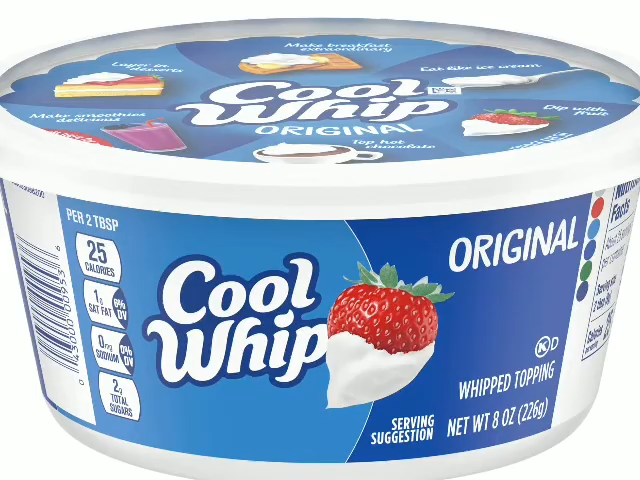 Make breakfast
extraordinary
Layer in
desserts
Eat like ice cream
Cool
Whip
ORIGINAL
Make smoothies
delicious
Dip with
fruit
Top hot
chocolate
PER 2 TBSP
25
CALORIES
1g
SAT FAT
6%
DV
0mg
SODIUM
0%
DV
2g
TOTAL
SUGARS
Cool
Whip
ORIGINAL
K D
WHIPPED TOPPING
NET WT 8 OZ (226g)
SERVING
SUGGESTION
Nutrition
Facts
Calories